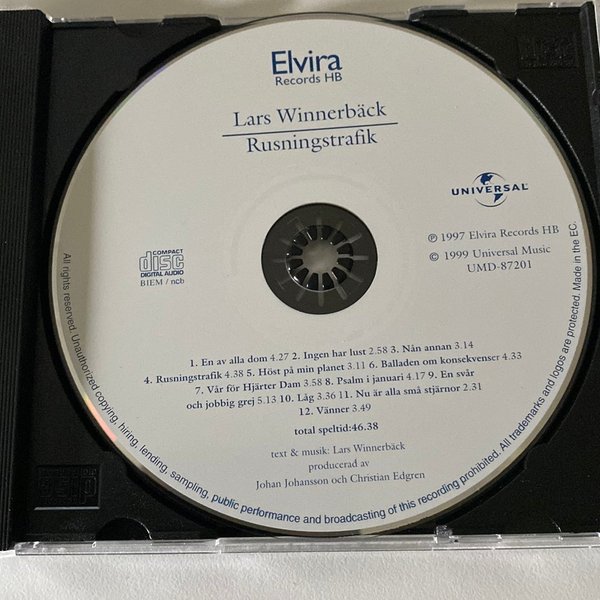 Elvira
Records HB
Lars Winnerbäck
Rusningstrafik
UNIVERSAL
℗ 1997 Elvira Records HB
© 1999 Universal Music
UMD-87201
COMPACT
disc
DIGITAL AUDIO
BIEM / ncb
1. En av alla dom 4.27 2. Ingen har lust 2.58 3. Nån annan 3.14
4. Rusningstrafik 4.38 5. Höst på min planet 3.11 6. Balladen om konsekvenser 4.33
7. Vår för Hjärter Dam 3.58 8. Psalm i januari 4.17 9. En svår
och jobbig grej 5.13 10. Låg 3.36 11. Nu är alla små stjärnor 2.31
12. Vänner 3.49
total speltid:46.38
text & musik: Lars Winnerbäck
producerad av
Johan Johansson och Christian Edgren
All rights reserved. Unauthorized copying, hiring, lending, sampling, public performance and broadcasting of this recording prohibited. All trademarks and logos are protected. Made in the EC.